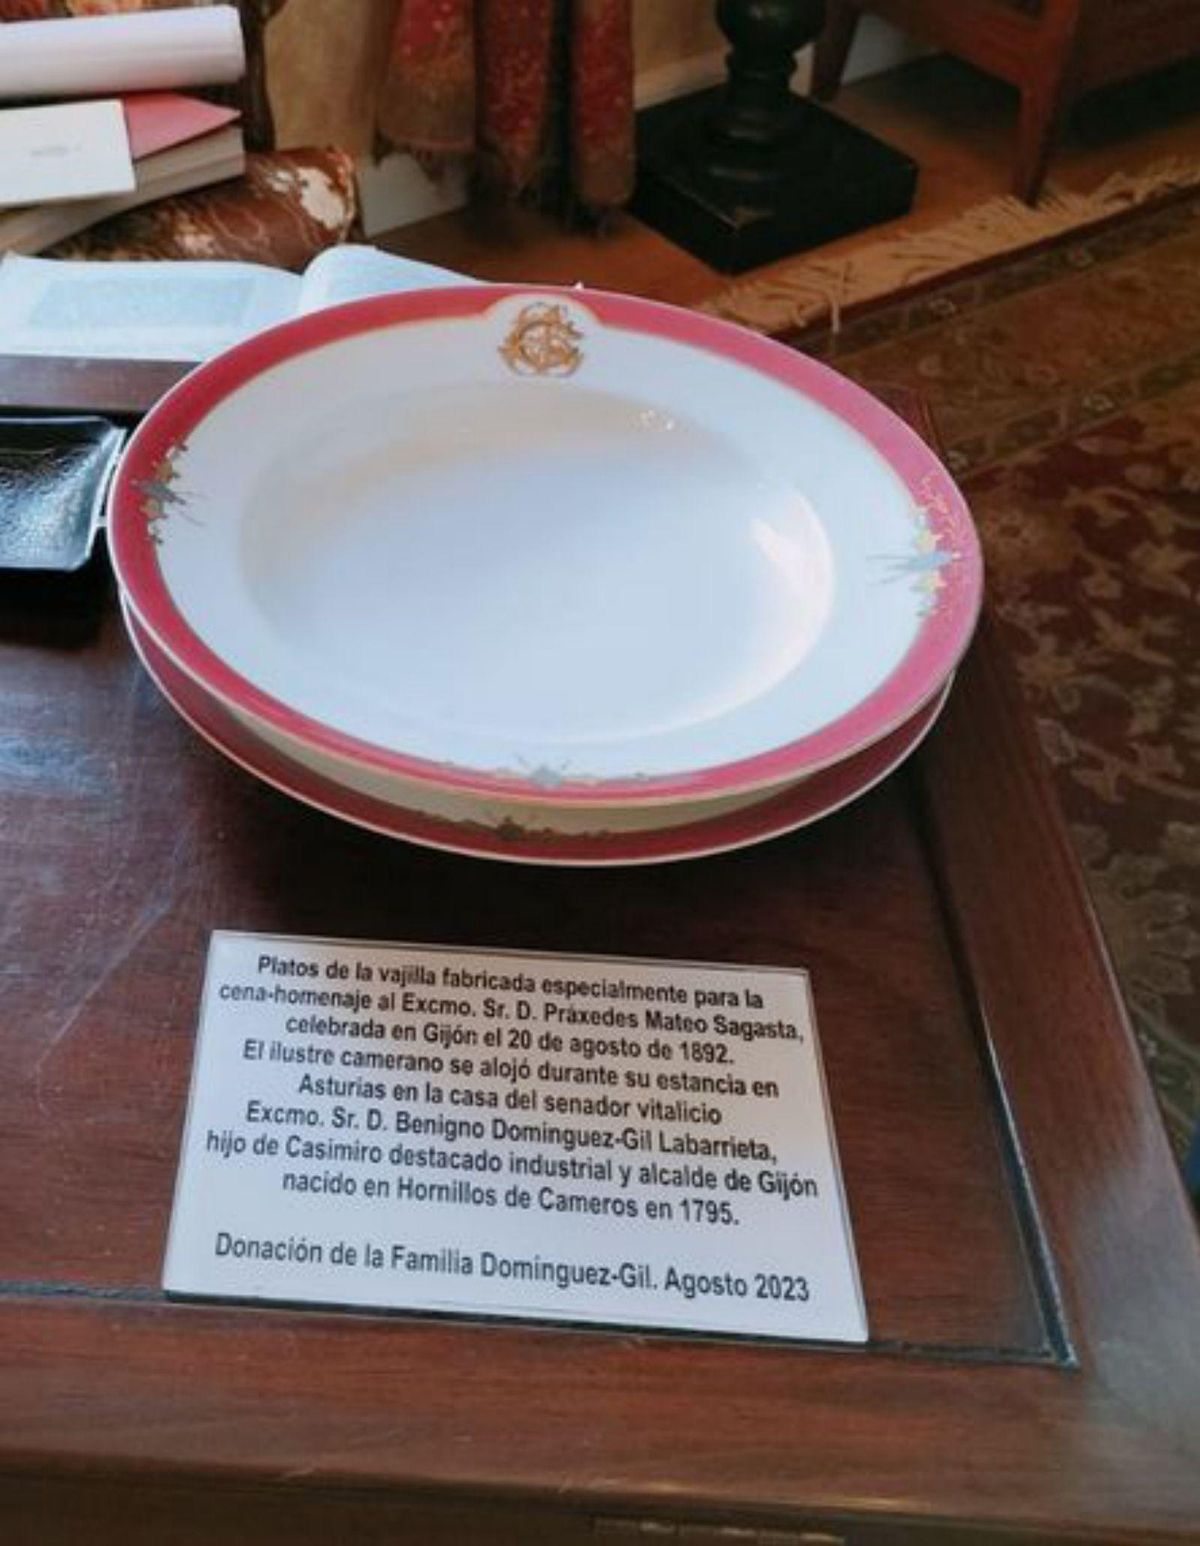 Platos de la vajilla fabricada especialmente para la
cena-homenaje al Excmo. Sr. D. Práxedes Mateo Sagasta,
celebrada en Gijón el 20 de agosto de 1892.
El ilustre camerano se alojó durante su estancia en
Asturias en la casa del senador vitalicio
Excmo. Sr. D. Benigno Dominguez-Gil Labarrieta,
hijo de Casimiro destacado industrial y alcalde de Gijón
nacido en Hornillos de Cameros en 1795.
Donación de la Familia Dominguez-Gil. Agosto 2023